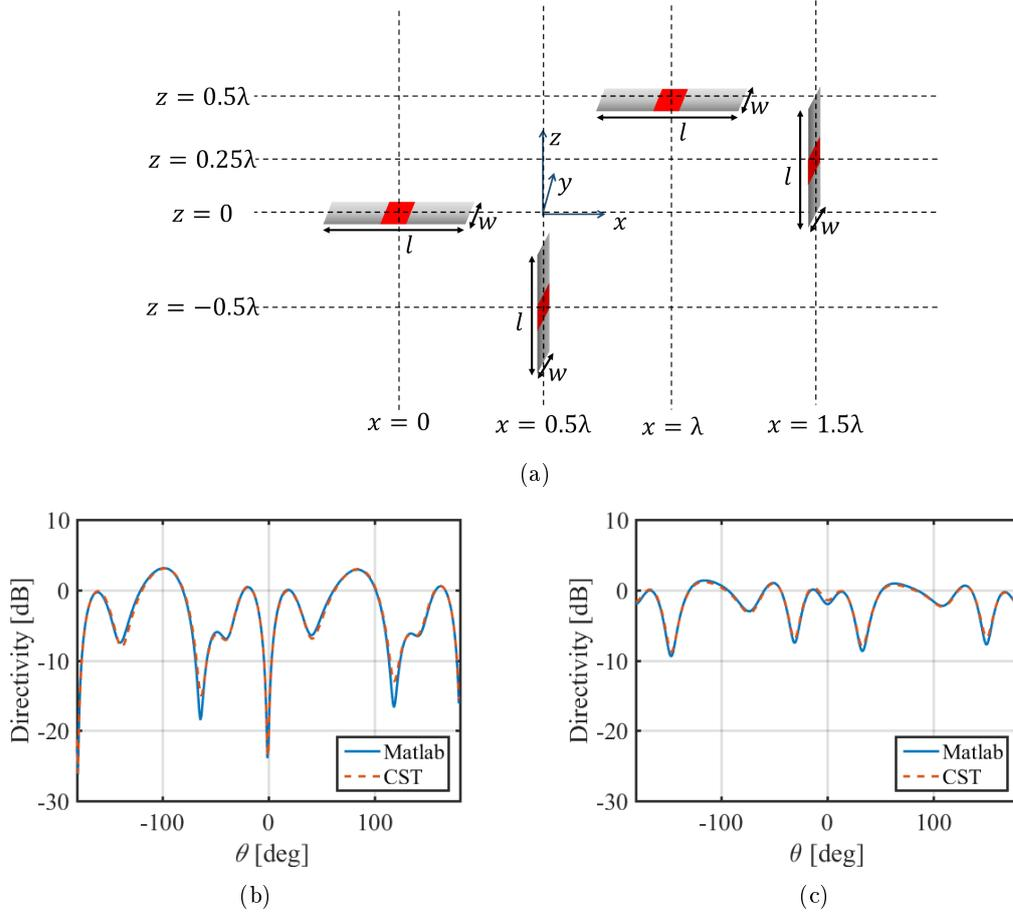 z = 0.5λ
w
l
z = 0.25λ
z
y
l
z = 0
w
x
w
l
z = −0.5λ
l
w
x = 0
x = 0.5λ
x = λ
x = 1.5λ
(a)
10
0
-10
-20
-30
Directivity [dB]
Matlab
CST
-100
0
100
θ [deg]
(b)
10
0
-10
-20
-30
Directivity [dB]
Matlab
CST
-100
0
100
θ [deg]
(c)